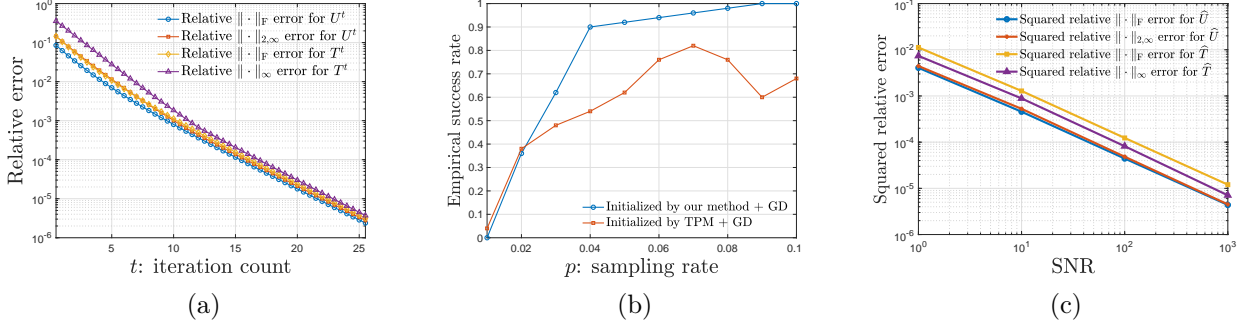 Relative error
10^0
10^-1
10^-2
10^-3
10^-4
10^-5
10^-6
5
10
15
20
25
t: iteration count
Relative ‖ · ‖_F error for U^t
Relative ‖ · ‖_{2,∞} error for U^t
Relative ‖ · ‖_F error for T^t
Relative ‖ · ‖_∞ error for T^t
(a)
Empirical success rate
1
0.9
0.8
0.7
0.6
0.5
0.4
0.3
0.2
0.1
0
0.02
0.04
0.06
0.08
0.1
p: sampling rate
Initialized by our method + GD
Initialized by TPM + GD
(b)
Squared relative error
10^-1
10^-2
10^-3
10^-4
10^-5
10^-6
10^0
10^1
10^2
10^3
SNR
Squared relative ‖ · ‖_F error for Û
Squared relative ‖ · ‖_{2,∞} error for Û
Squared relative ‖ · ‖_F error for T̂
Squared relative ‖ · ‖_∞ error for T̂
(c)